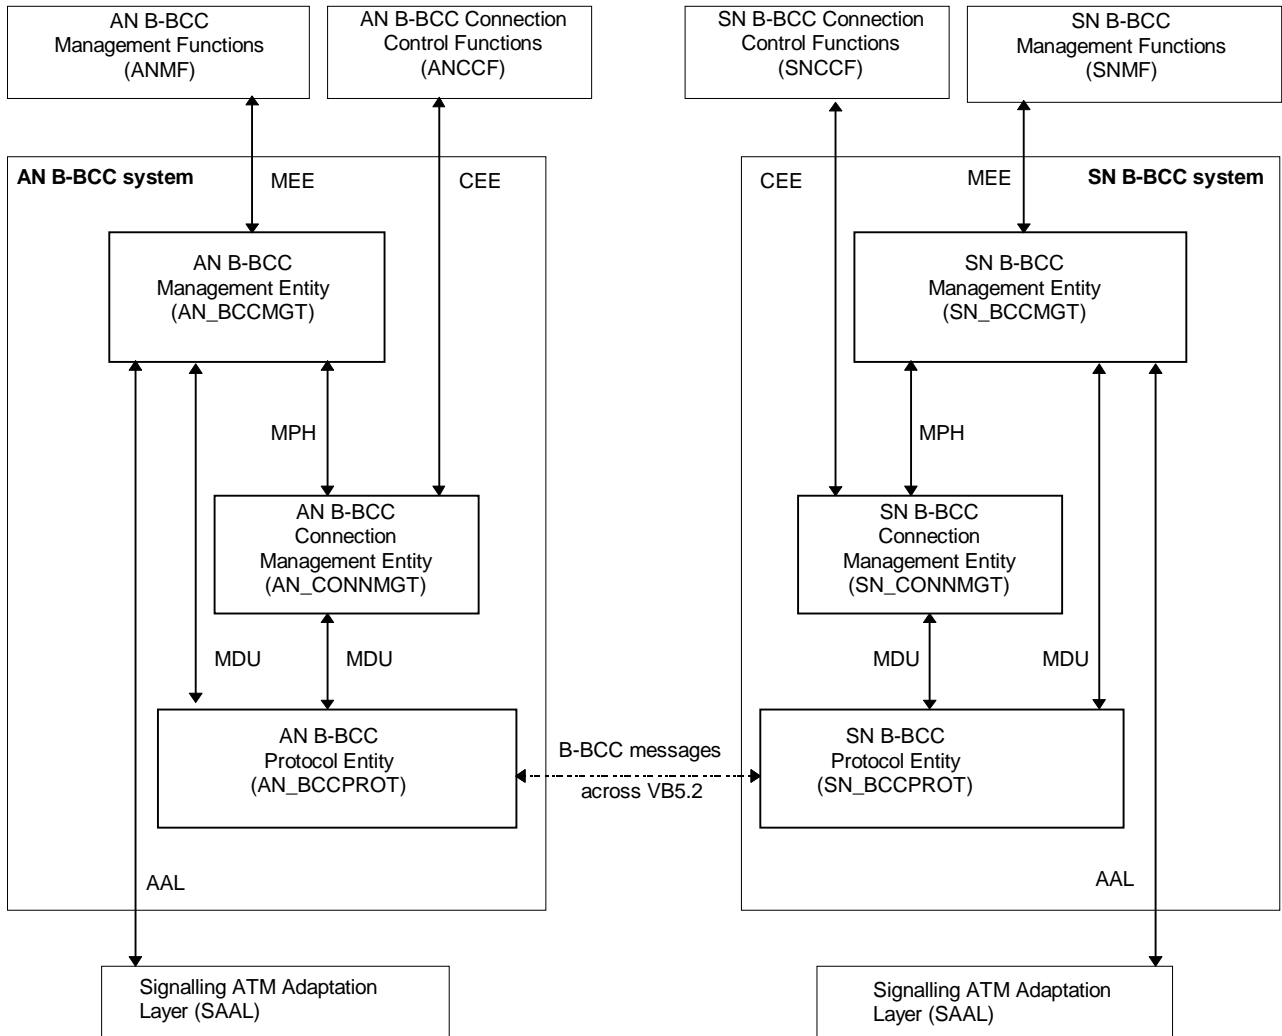 AN B-BCC
Management Functions
(ANMF)
AN B-BCC Connection
Control Functions
(ANCCF)
SN B-BCC Connection
Control Functions
(SNCCF)
SN B-BCC
Management Functions
(SNMF)
AN B-BCC system
MEE
CEE
CEE
MEE
SN B-BCC system
AN B-BCC
Management Entity
(AN_BCCMGT)
SN B-BCC
Management Entity
(SN_BCCMGT)
MPH
MPH
AN B-BCC
Connection
Management Entity
(AN_CONNMGT)
SN B-BCC
Connection
Management Entity
(SN_CONNMGT)
MDU
MDU
MDU
MDU
AN B-BCC
Protocol Entity
(AN_BCCPROT)
B-BCC messages
across VB5.2
SN B-BCC
Protocol Entity
(SN_BCCPROT)
AAL
AAL
Signalling ATM Adaptation
Layer (SAAL)
Signalling ATM Adaptation
Layer (SAAL)